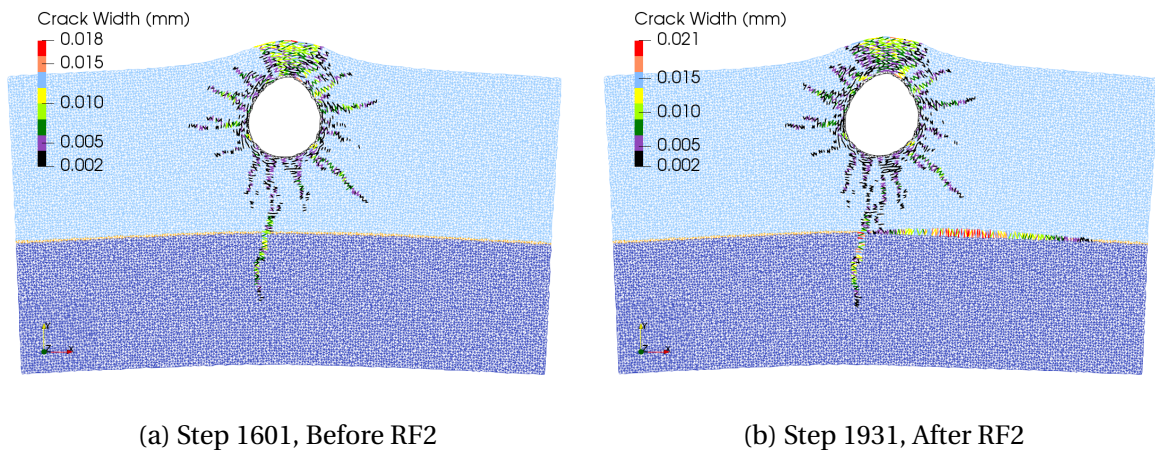 Crack Width (mm)
0.018
0.015
0.010
0.005
0.002
Y
Z
X
(a) Step 1601, Before RF2
Crack Width (mm)
0.021
0.015
0.010
0.005
0.002
Y
Z
X
(b) Step 1931, After RF2